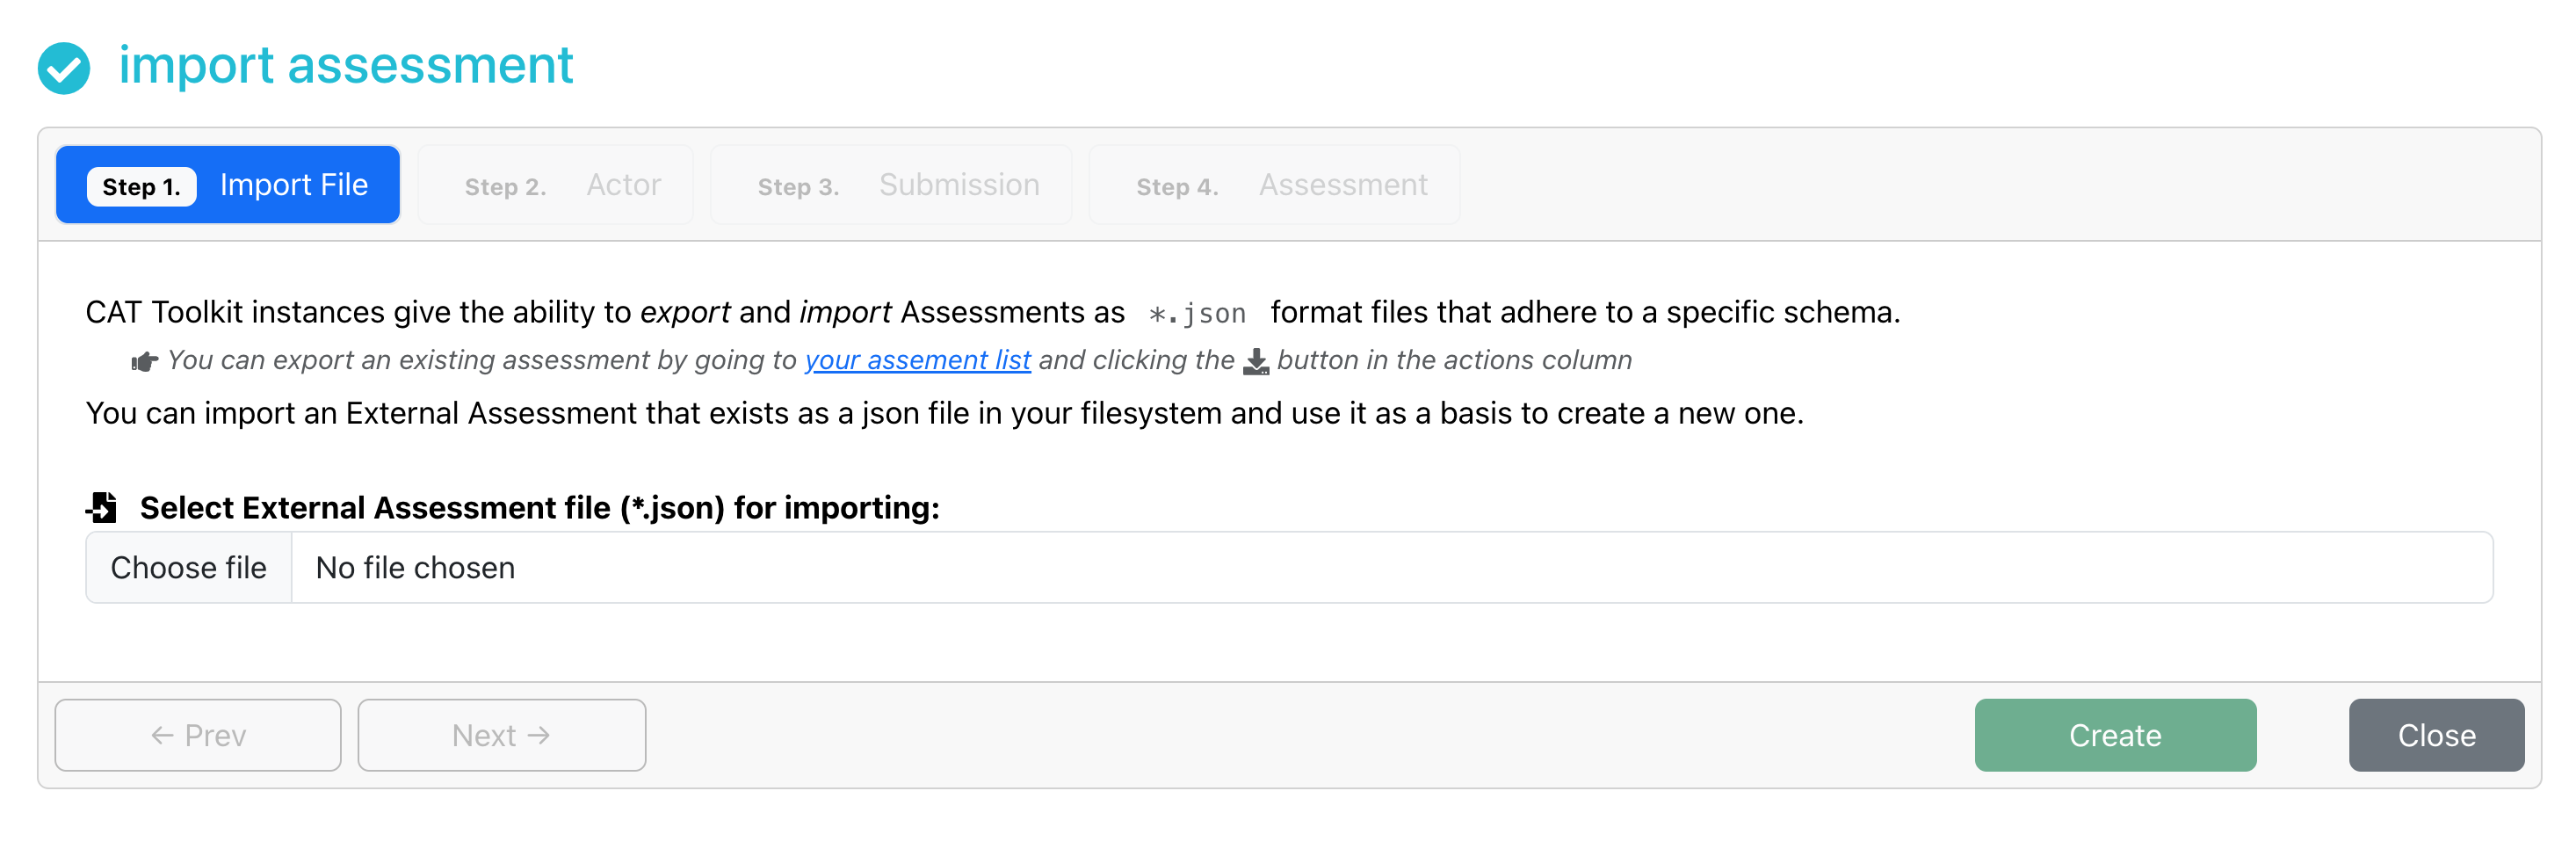 import assessment
Step 1. Import File Step 2. Actor Step 3. Submission Step 4. Assessment
CAT Toolkit instances give the ability to export and import Assessments as *.json format files that adhere to a specific schema.
You can export an existing assessment by going to your assement list and clicking the button in the actions column
You can import an External Assessment that exists as a json file in your filesystem and use it as a basis to create a new one.
Select External Assessment file (*.json) for importing:
Choose file No file chosen
← Prev Next → Create Close